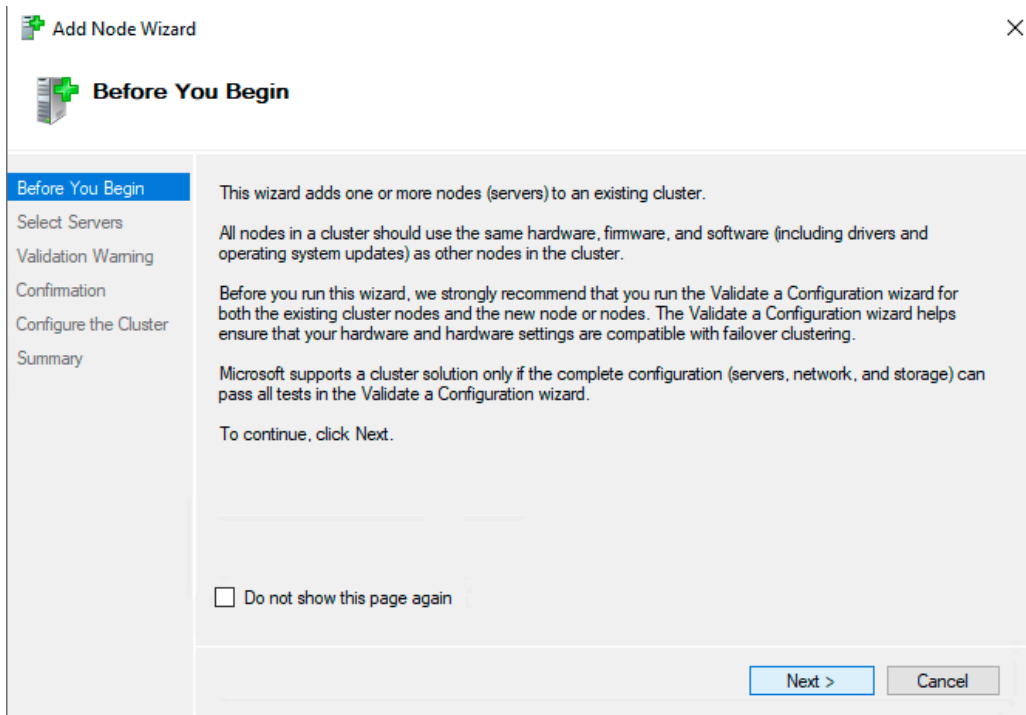 Add Node Wizard
Before You Begin
Before You Begin
Select Servers
Validation Warning
Confirmation
Configure the Cluster
Summary
This wizard adds one or more nodes (servers) to an existing cluster.
All nodes in a cluster should use the same hardware, firmware, and software (including drivers and
operating system updates) as other nodes in the cluster.
Before you run this wizard, we strongly recommend that you run the Validate a Configuration wizard for
both the existing cluster nodes and the new node or nodes. The Validate a Configuration wizard helps
ensure that your hardware and hardware settings are compatible with failover clustering.
Microsoft supports a cluster solution only if the complete configuration (servers, network, and storage) can
pass all tests in the Validate a Configuration wizard.
To continue, click Next.
Do not show this page again
Next >
Cancel